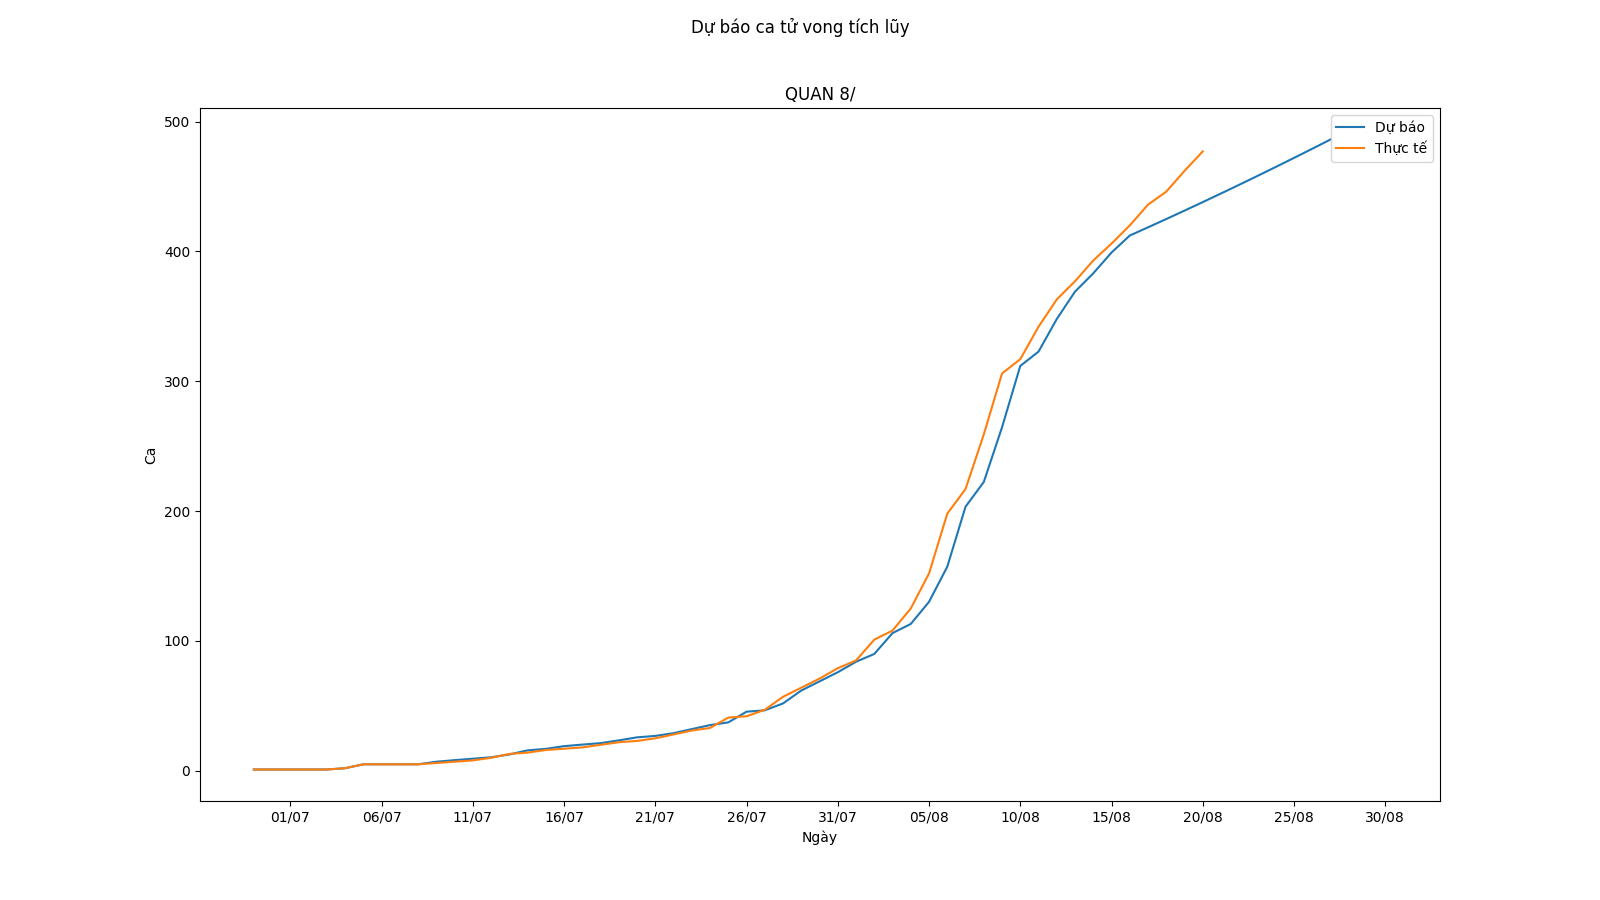 Dự báo ca tử vong tích lũy
QUAN 8/
500
400
300
200
100
0
Ca
Dự báo
Thực tế
01/07 06/07 11/07 16/07 21/07 26/07 31/07 05/08 10/08 15/08 20/08 25/08 30/08
Ngày